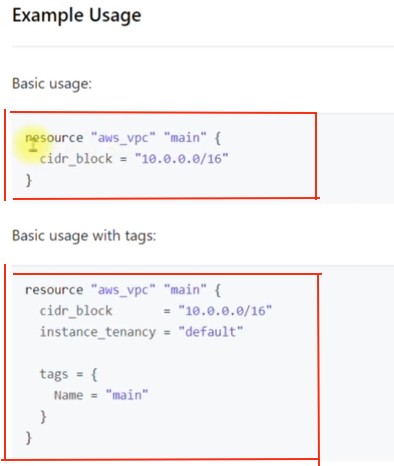 Example Usage
Basic usage:
resource "aws_vpc" "main" {
  cidr_block = "10.0.0.0/16"
}
Basic usage with tags:
resource "aws_vpc" "main" {
  cidr_block       = "10.0.0.0/16"
  instance_tenancy = "default"

  tags = {
    Name = "main"
  }
}